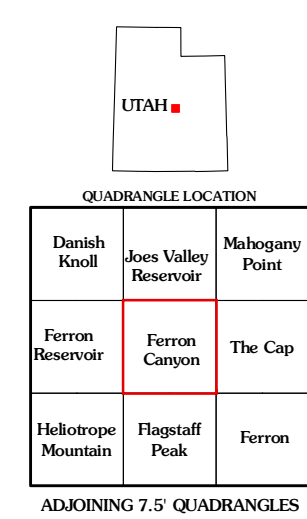 UTAH
QUADRANGLE LOCATION
Danish
Knoll
Joes Valley
Reservoir
Mahogany
Point
Ferron
Reservoir
Ferron
Canyon
The Cap
Heliotrope
Mountain
Flagstaff
Peak
Ferron
ADJOINING 7.5' QUADRANGLES